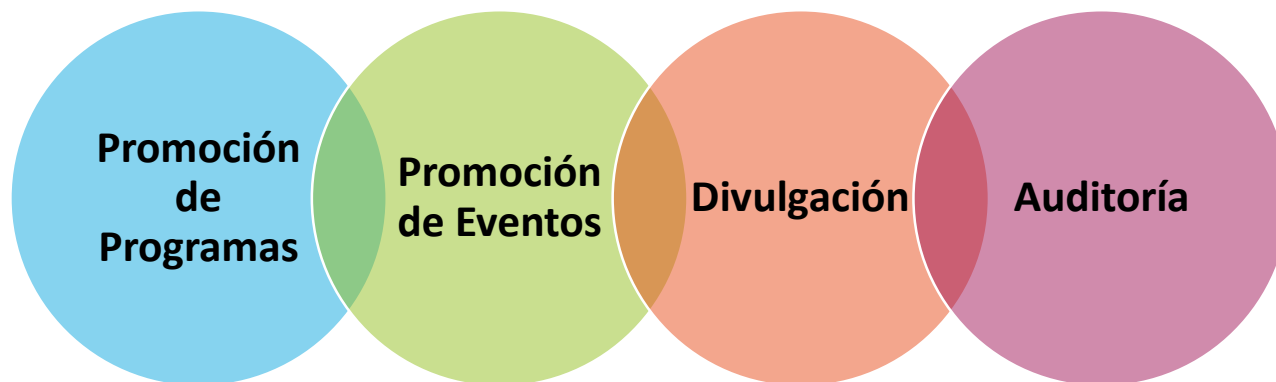 Promoción
de
Programas
Promoción
de Eventos
Divulgación
Auditoría